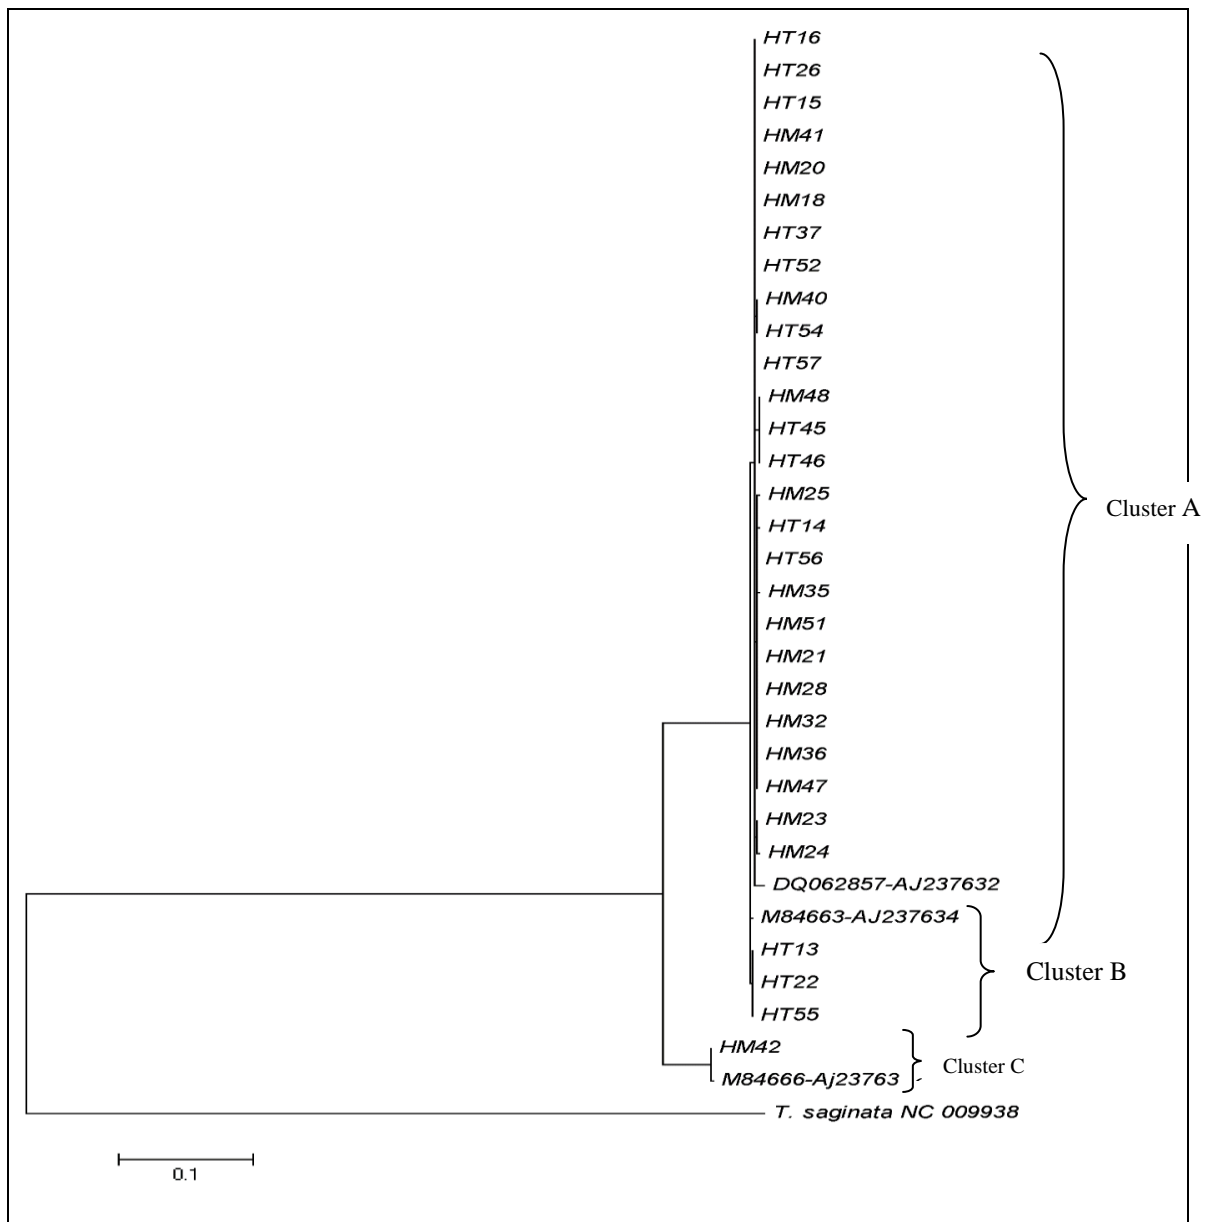 HT16
HT26
HT15
HM41
HM20
HM18
HT37
HT52
HM40
HT54
HT57
HM48
HT45
HT46
HM25
HT14
HT56
HM35
HM51
HM21
HM28
HM32
HM36
HM47
HM23
HM24
DQ062857-AJ237632
M84663-AJ237634
HT13
HT22
HT55
HM42
M84666-Aj23763
T. saginata NC 009938
Cluster A
Cluster B
Cluster C
0.1